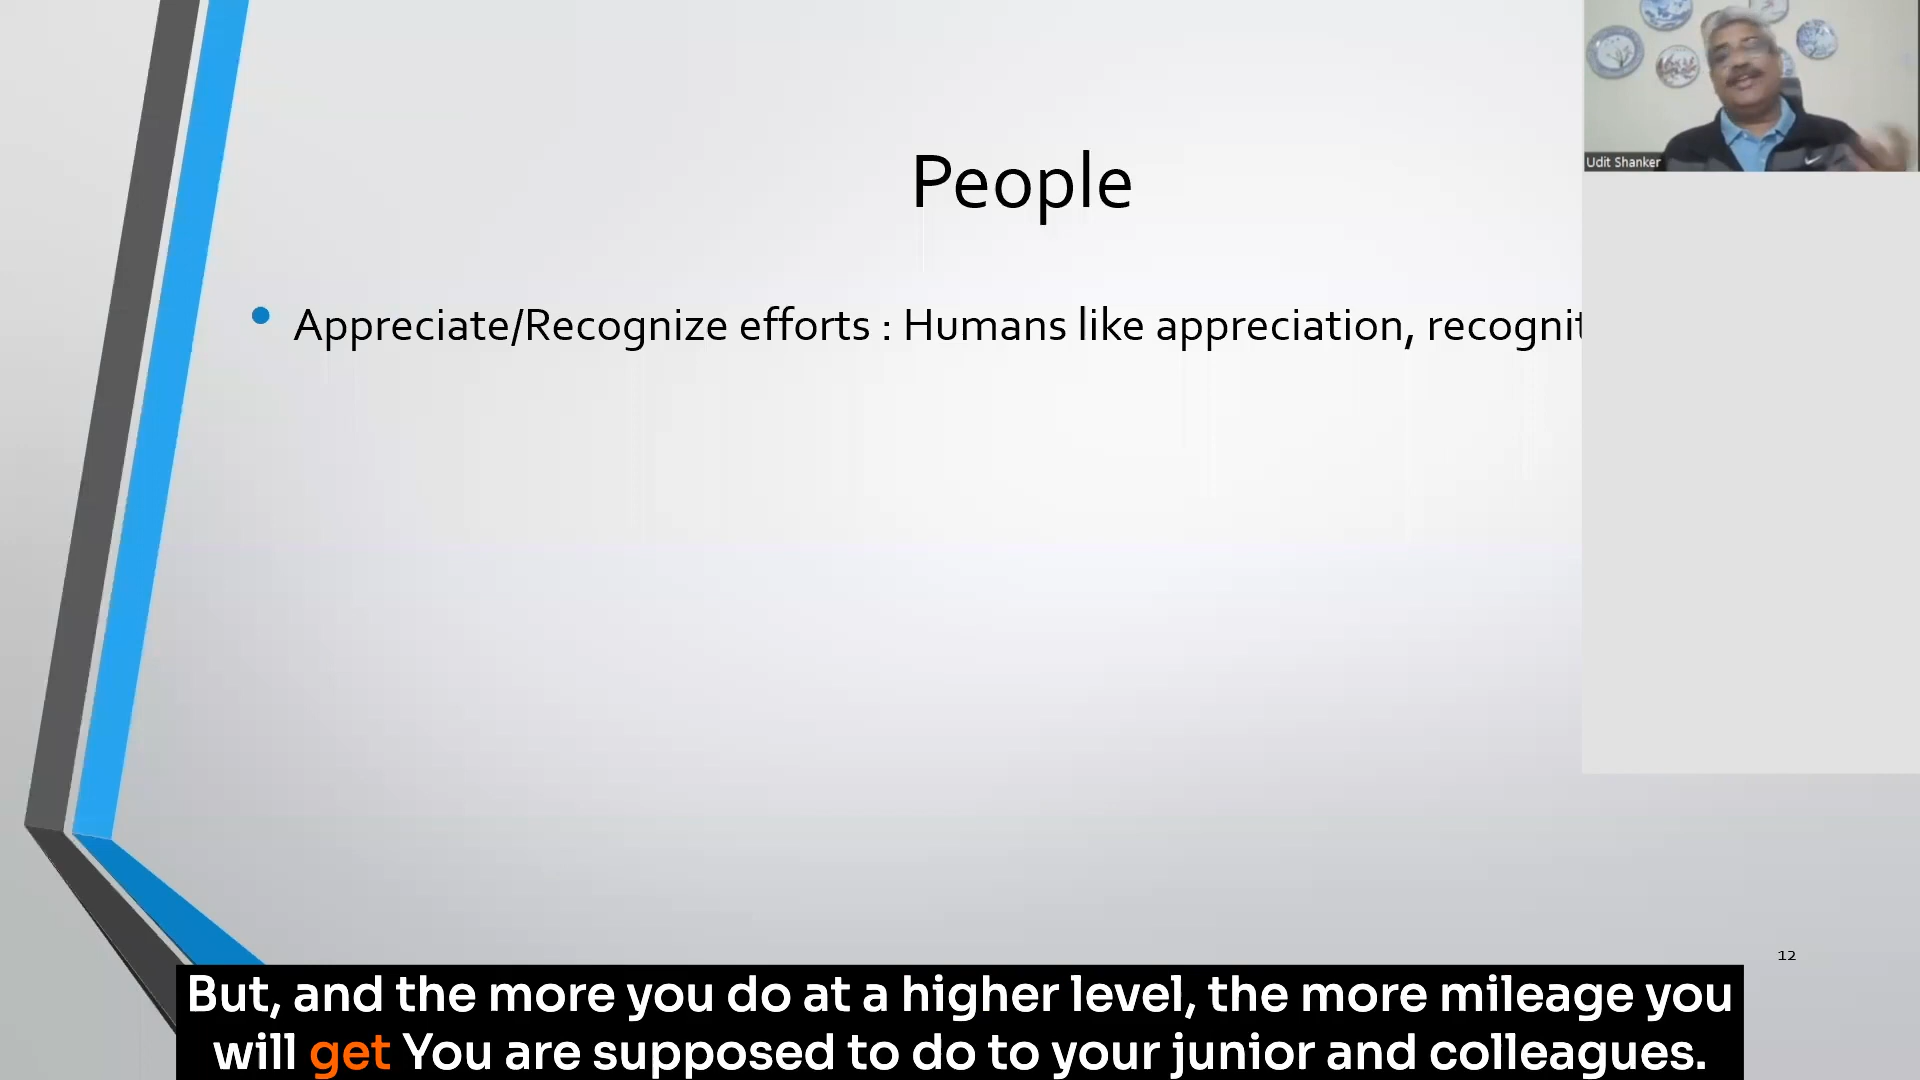 Udit Shanker
People
• Appreciate/Recognize efforts : Humans like appreciation, recognit
12
But, and the more you do at a higher level, the more mileage you
will get You are supposed to do to your junior and colleagues.